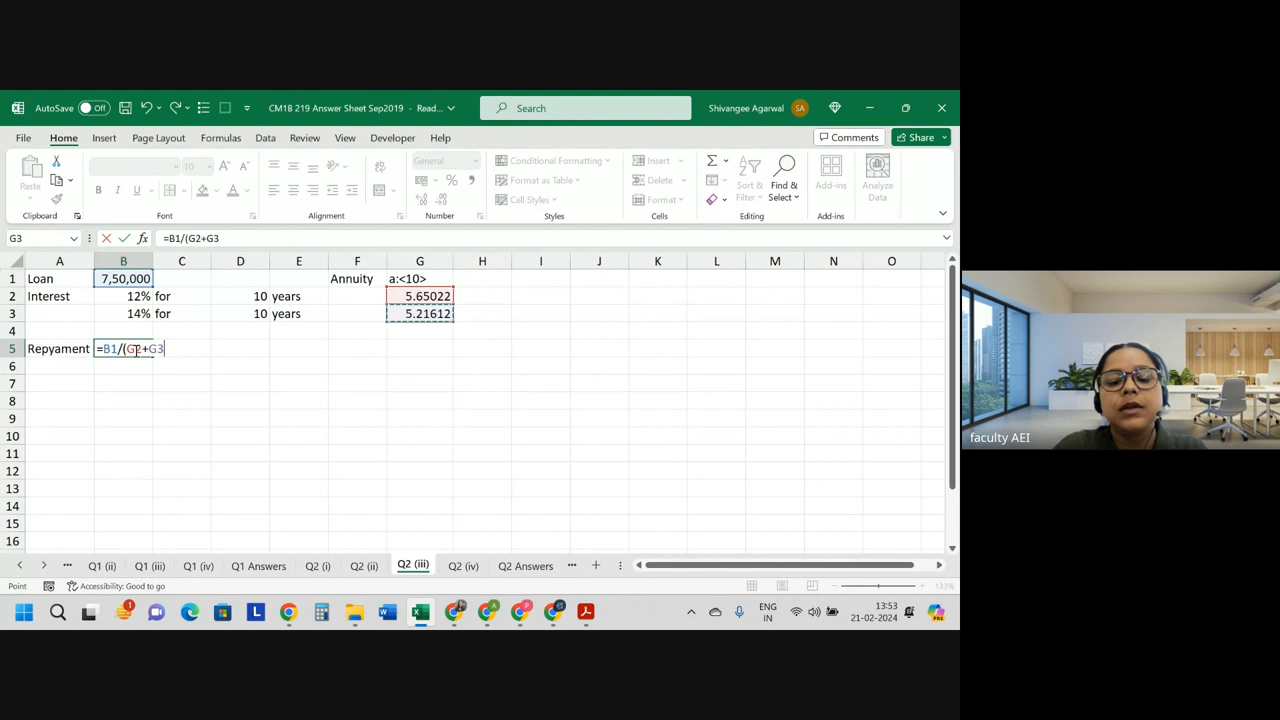 AutoSave Off CM1B 219 Answer Sheet Sep2019 - Read... Search Shivangee Agarwal SA
File Home Insert Page Layout Formulas Data Review View Developer Help Comments Share
Paste 10 General Conditional Formatting Insert Sort & Find & Add-ins Analyze
B I U Format as Table Delete Filter Select Data
Cell Styles Format
Clipboard Font Alignment Number Styles Cells Editing Add-ins
G3 fx =B1/(G2+G3
A B C D E F G H I J K L M N O
1 Loan 7,50,000 Annuity a:<10>
2 Interest 12% for 10 years 5.65022
3 14% for 10 years 5.21612
4
5 Repyament =B1/(G2+G3
6
7
8
9
10
11
12
13
14
15
16
faculty AEI
Q1 (ii) Q1 (iii) Q1 (iv) Q1 Answers Q2 (i) Q2 (ii) Q2 (iii) Q2 (iv) Q2 Answers
Point Accessibility: Good to go 133%
ENG 13:53
IN 21-02-2024